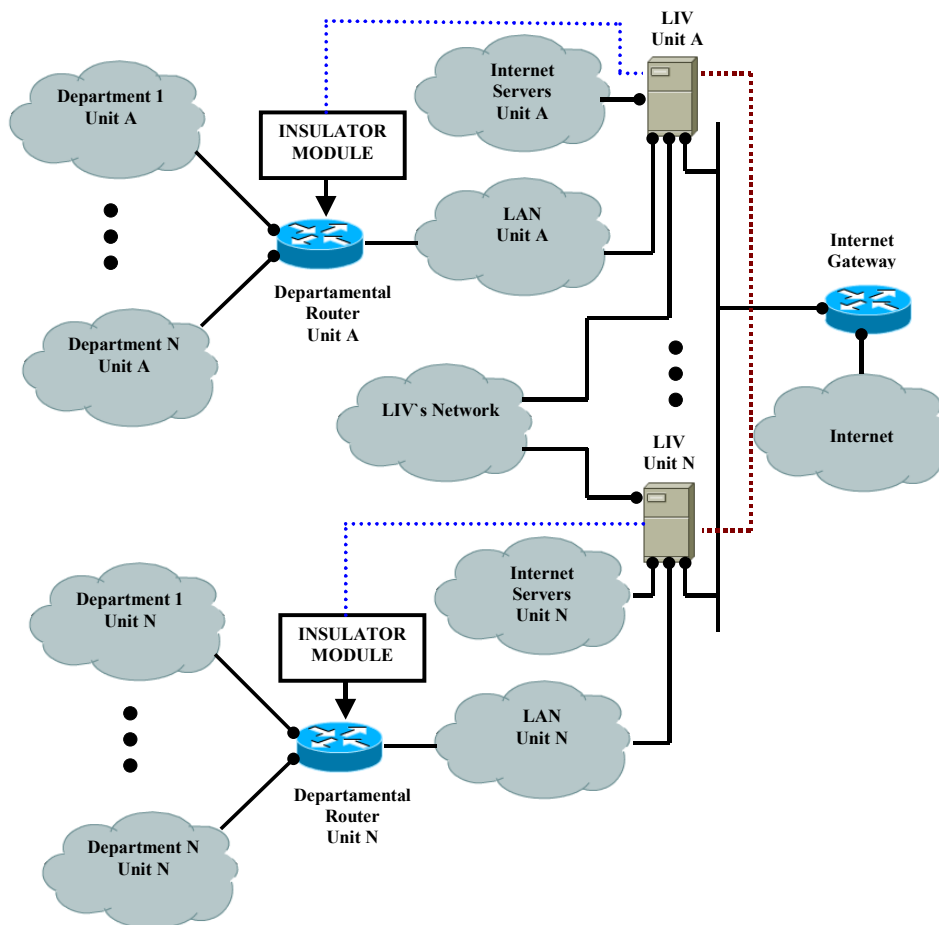 LIV
Unit A
Internet
Servers
Unit A
Department 1
Unit A
INSULATOR
MODULE
LAN
Unit A
Internet
Gateway
Departamental
Router
Unit A
Department N
Unit A
LIV`s Network
Internet
LIV
Unit N
Internet
Servers
Unit N
Department 1
Unit N
INSULATOR
MODULE
LAN
Unit N
Departamental
Router
Unit N
Department N
Unit N